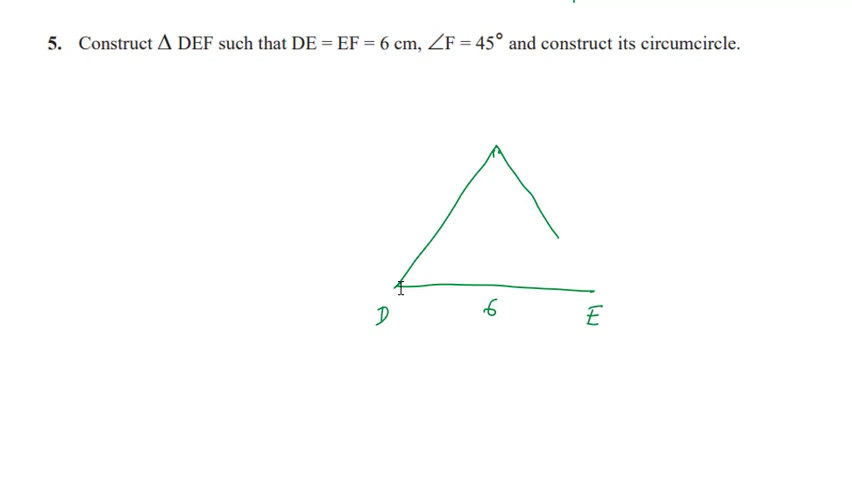 5. Construct Δ DEF such that DE = EF = 6 cm, ∠F = 45° and construct its circumcircle.
D 6 E